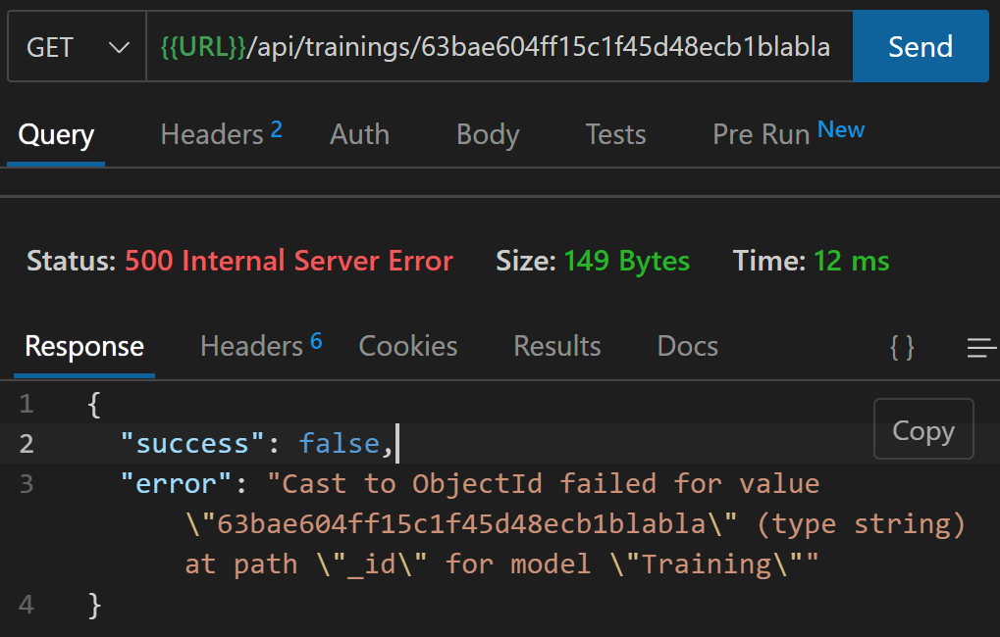 GET {{URL}}/api/trainings/63bae604ff15c1f45d48ecb1blabla Send
Query Headers 2 Auth Body Tests Pre Run New
Status: 500 Internal Server Error Size: 149 Bytes Time: 12 ms
Response Headers 6 Cookies Results Docs { }
1 {
Copy
2 "success": false,
3 "error": "Cast to ObjectId failed for value
\"63bae604ff15c1f45d48ecb1blabla\" (type string)
at path \"_id\" for model \"Training\""
4 }